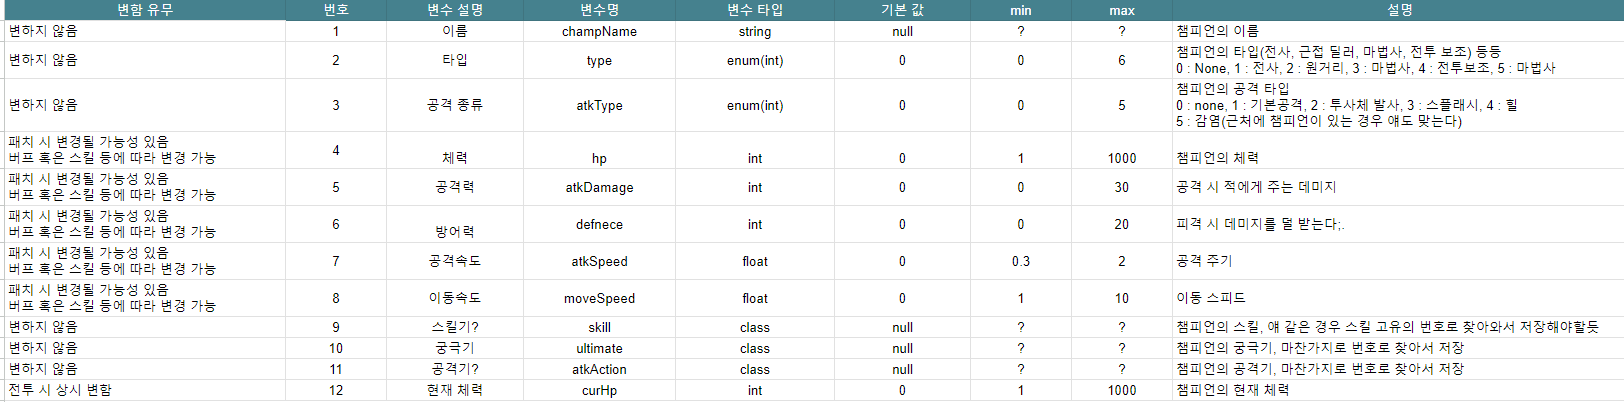 변함 유무 번호 변수 설명 변수명 변수 타입 기본 값 min max 설명
변하지 않음 1 이름 champName string null ? ? 챔피언의 이름
변하지 않음 2 타입 type enum(int) 0 0 6 챔피언의 타입(전사, 근접 딜러, 마법사, 전투 보조) 등등
0 : None, 1 : 전사, 2 : 원거리, 3 : 마법사, 4 : 전투보조, 5 : 마법사
변하지 않음 3 공격 종류 atkType enum(int) 0 0 5 챔피언의 공격 타입
0 : none, 1 : 기본공격, 2 : 투사체 발사, 3 : 스플래시, 4 : 힐
5 : 감염(근처에 챔피언이 있는 경우 얘도 맞는다)
패치 시 변경될 가능성 있음
버프 혹은 스킬 등에 따라 변경 가능 4 체력 hp int 0 1 1000 챔피언의 체력
패치 시 변경될 가능성 있음
버프 혹은 스킬 등에 따라 변경 가능 5 공격력 atkDamage int 0 0 30 공격 시 적에게 주는 데미지
패치 시 변경될 가능성 있음
버프 혹은 스킬 등에 따라 변경 가능 6 방어력 defnece int 0 0 20 피격 시 데미지를 덜 받는다;.
패치 시 변경될 가능성 있음
버프 혹은 스킬 등에 따라 변경 가능 7 공격속도 atkSpeed float 0 0.3 2 공격 주기
패치 시 변경될 가능성 있음
버프 혹은 스킬 등에 따라 변경 가능 8 이동속도 moveSpeed float 0 1 10 이동 스피드
변하지 않음 9 스킬기? skill class null ? ? 챔피언의 스킬, 얘 같은 경우 스킬 고유의 번호로 찾아와서 저장해야할듯
변하지 않음 10 궁극기 ultimate class null ? ? 챔피언의 궁극기, 마찬가지로 번호로 찾아서 저장
변하지 않음 11 공격기? atkAction class null ? ? 챔피언의 공격기, 마찬가지로 번호로 찾아서 저장
전투 시 상시 변함 12 현재 체력 curHp int 0 1 1000 챔피언의 현재 체력